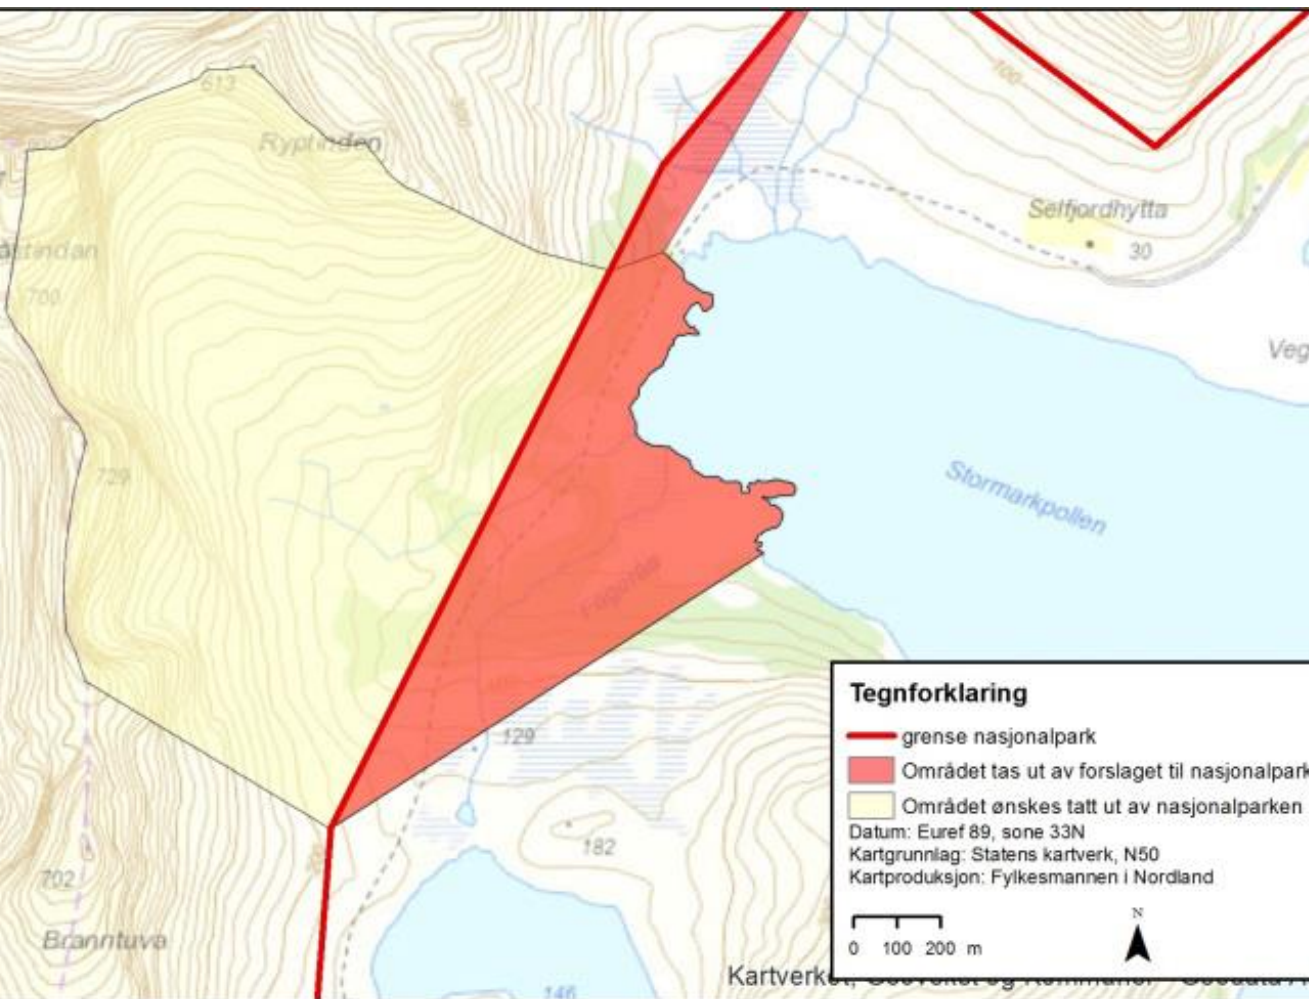 613
Ryptinden
100
Selfjordhytta
30
700
Veg
729
Stormarkpollen
Fageråa
129
182
702
Branntuva
146
Tegnforklaring
grense nasjonalpark
Området tas ut av forslaget til nasjonalpark
Området ønskes tatt ut av nasjonalparken
Datum: Euref 89, sone 33N
Kartgrunnlag: Statens kartverk, N50
Kartproduksjon: Fylkesmannen i Nordland
0 100 200 m
N